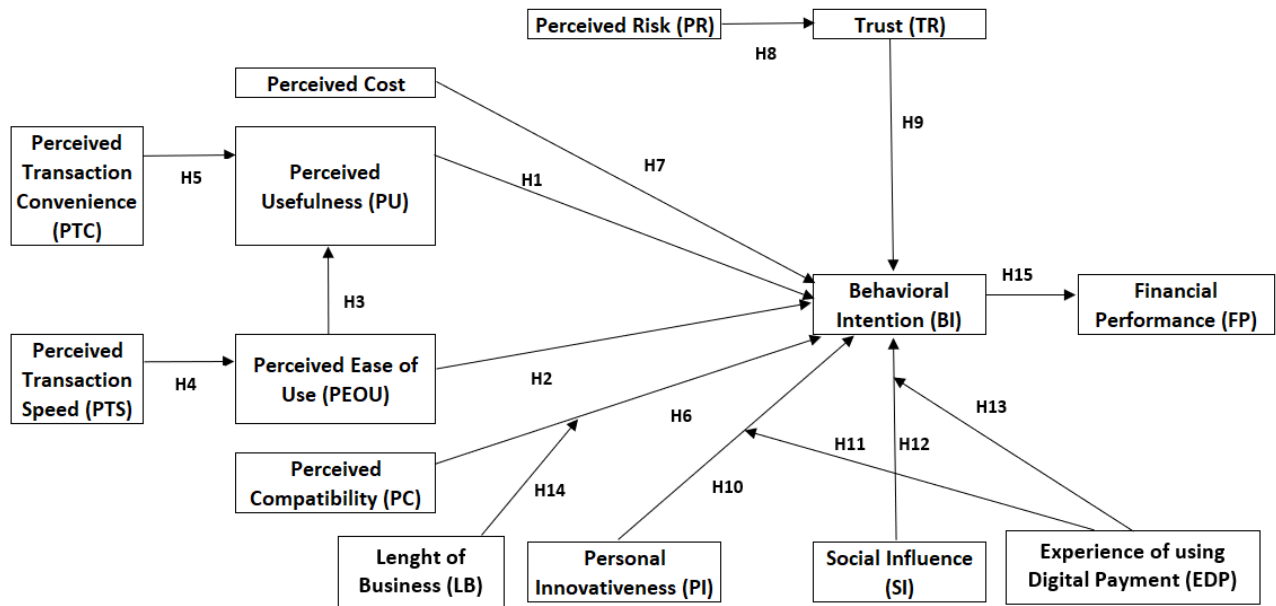 Perceived Risk (PR)
H8
Trust (TR)
Perceived Cost
H9
Perceived
Transaction
Convenience
(PTC)
H5
Perceived
Usefulness (PU)
H1
H7
H3
Behavioral
Intention (BI)
H15
Financial
Performance (FP)
Perceived
Transaction
Speed (PTS)
H4
Perceived Ease of
Use (PEOU)
H2
H6
H13
H11
H12
Perceived
Compatibility (PC)
H14
H10
Lenght of
Business (LB)
Personal
Innovativeness (PI)
Social Influence
(SI)
Experience of using
Digital Payment (EDP)